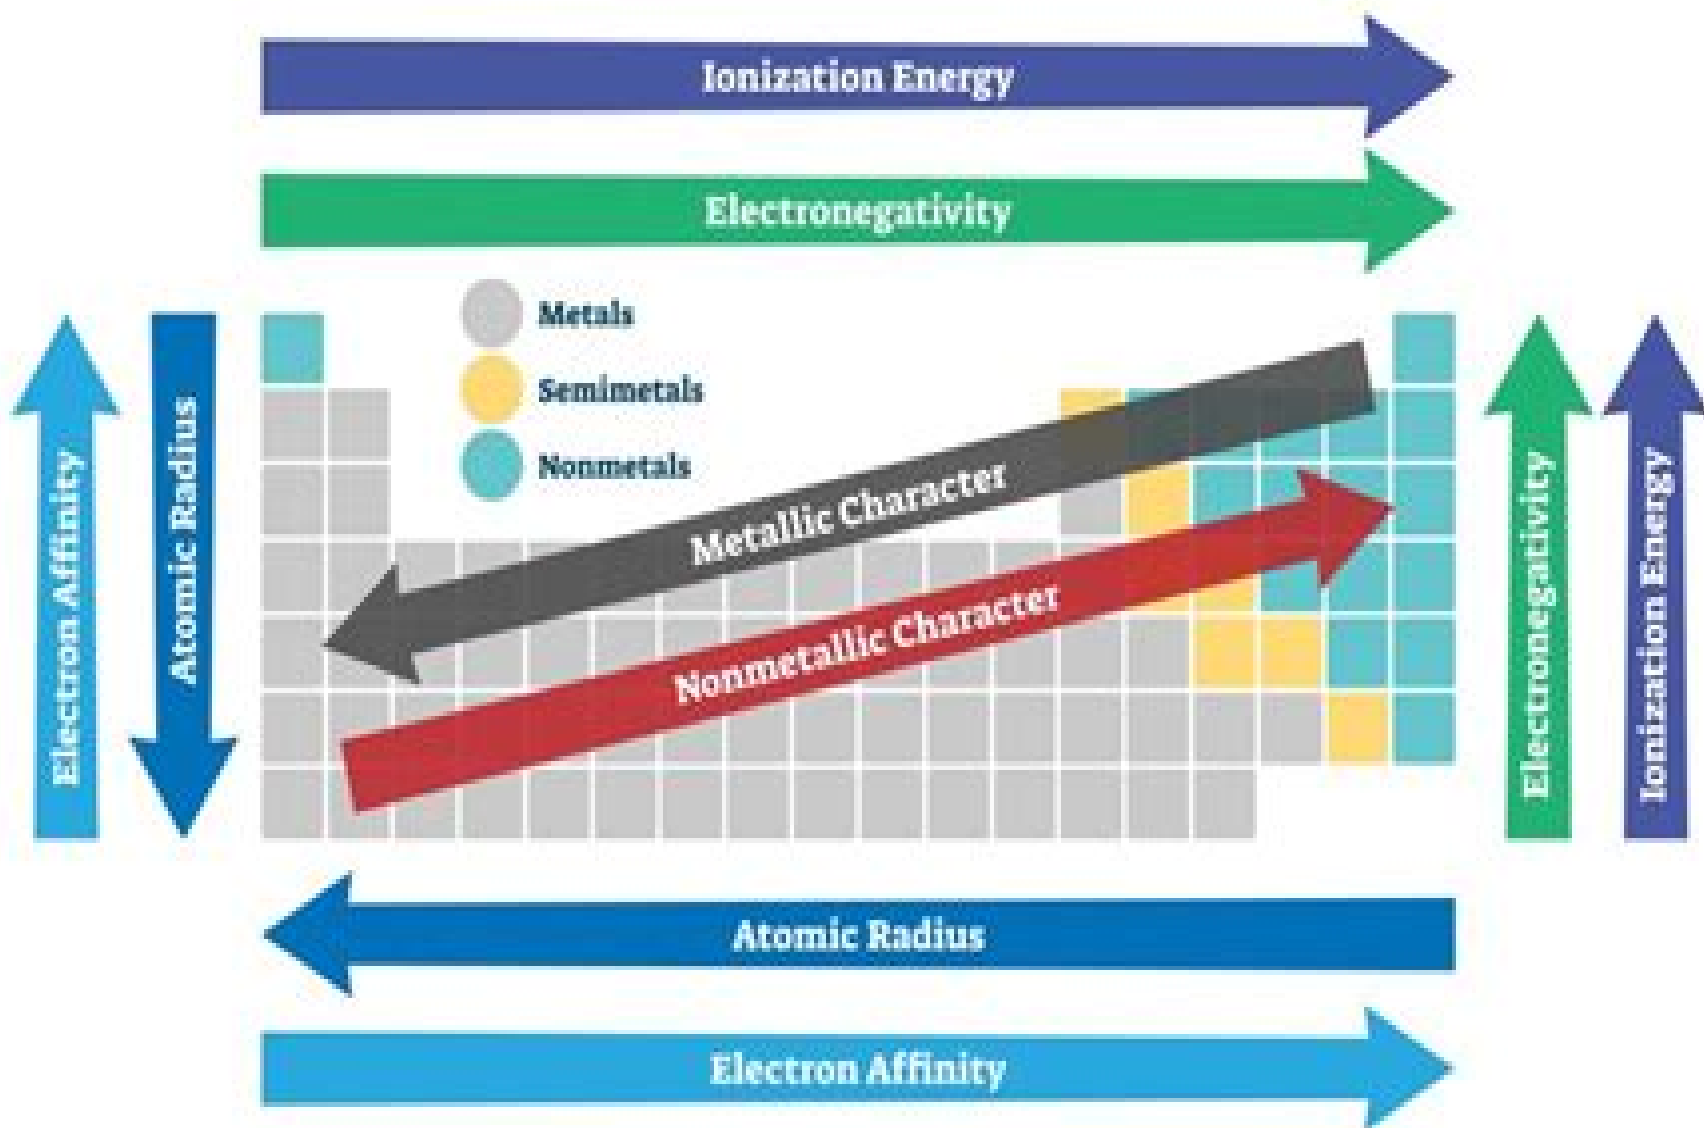 Ionization Energy
Electronegativity
Metals
Semimetals
Nonmetals
Electron Affinity
Atomic Radius
Metallic Character
Nonmetallic Character
Electronegativity
Ionization Energy
Atomic Radius
Electron Affinity